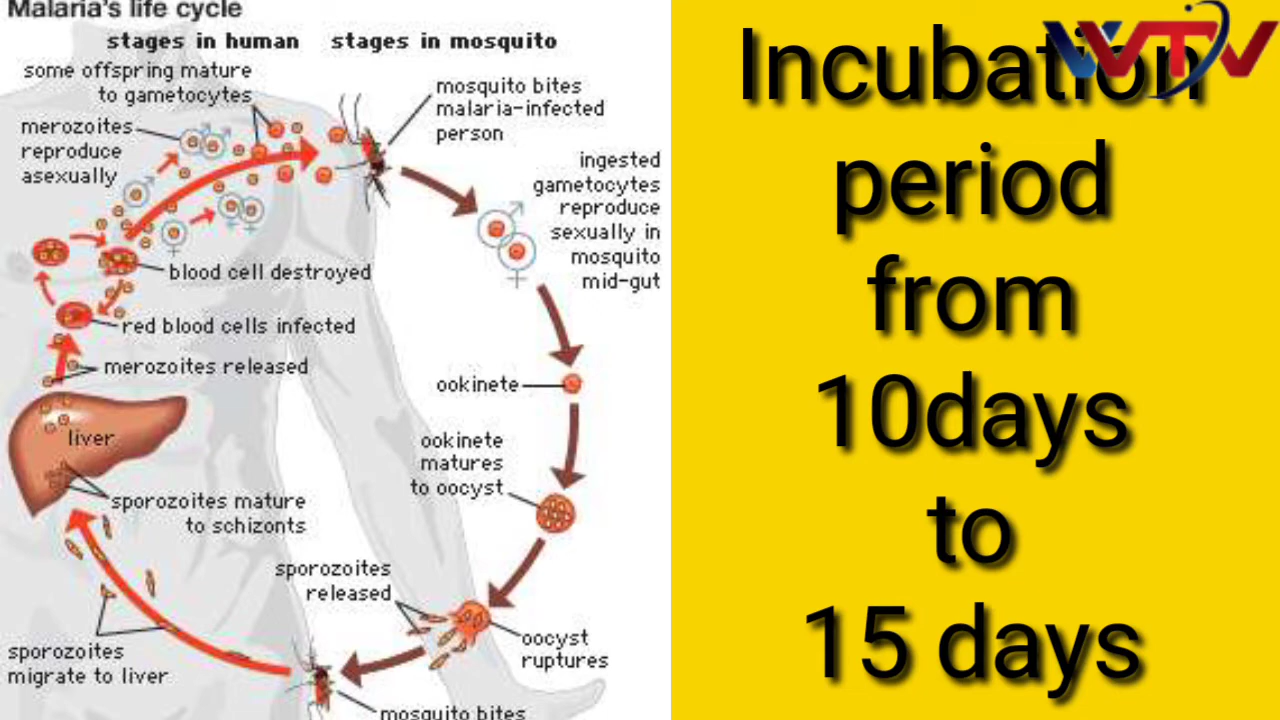 Malaria's life cycle
stages in human
stages in mosquito
some offspring mature
to gametocytes
merozoites
reproduce
asexually
mosquito bites
malaria-infected
person
ingested
gametocytes
reproduce
sexually in
mosquito
mid-gut
blood cell destroyed
red blood cells infected
merozoites released
liver
ookinete
ookinete
matures
to oocyst
sporozoites mature
to schizonts
sporozoites
released
oocyst
ruptures
sporozoites
migrate to liver
mosquito bites
WTV
Incubation
period
from
10days
to
15 days